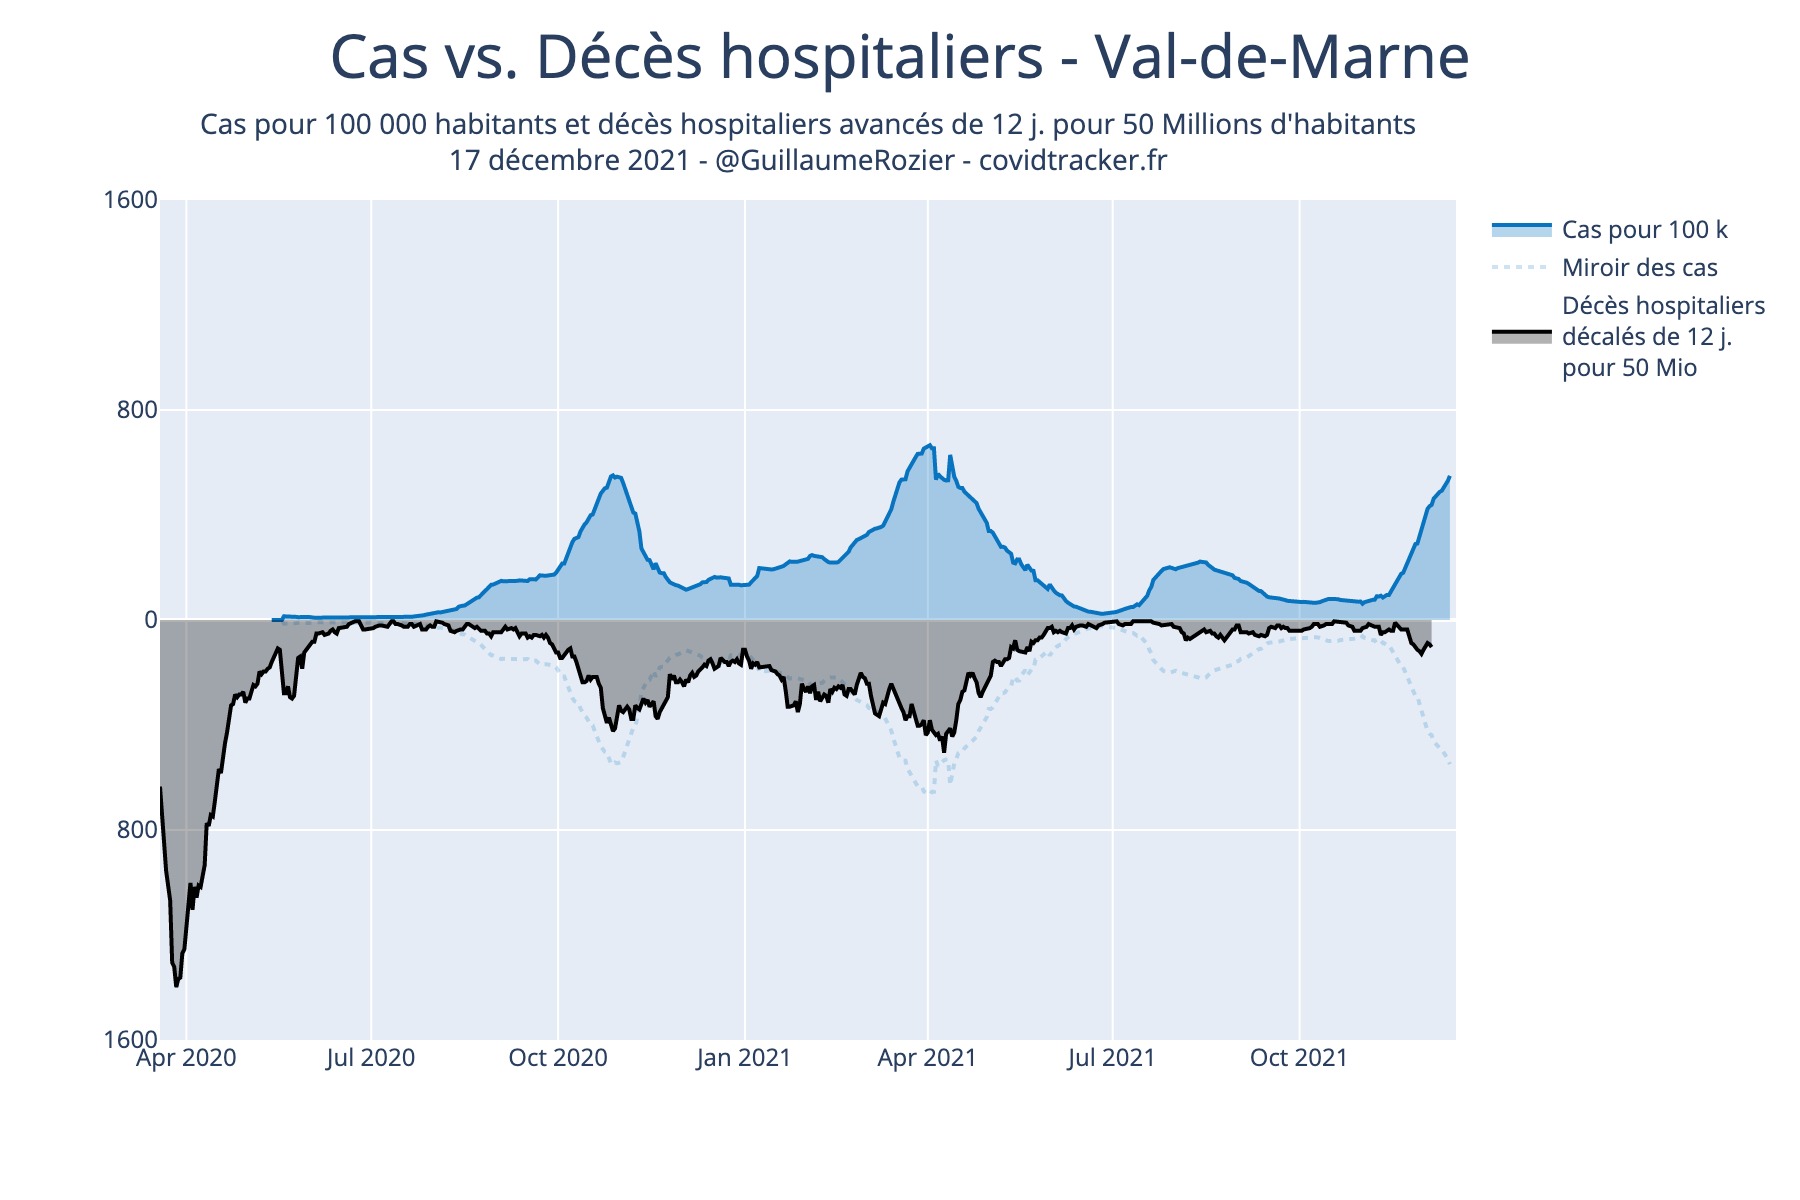 Cas vs. Décès hospitaliers - Val-de-Marne
Cas pour 100 000 habitants et décès hospitaliers avancés de 12 j. pour 50 Millions d'habitants
17 décembre 2021 - @GuillaumeRozier - covidtracker.fr
1600
800
0
800
1600
Apr 2020
Jul 2020
Oct 2020
Jan 2021
Apr 2021
Jul 2021
Oct 2021
Cas pour 100 k
Miroir des cas
Décès hospitaliers
décalés de 12 j.
pour 50 Mio